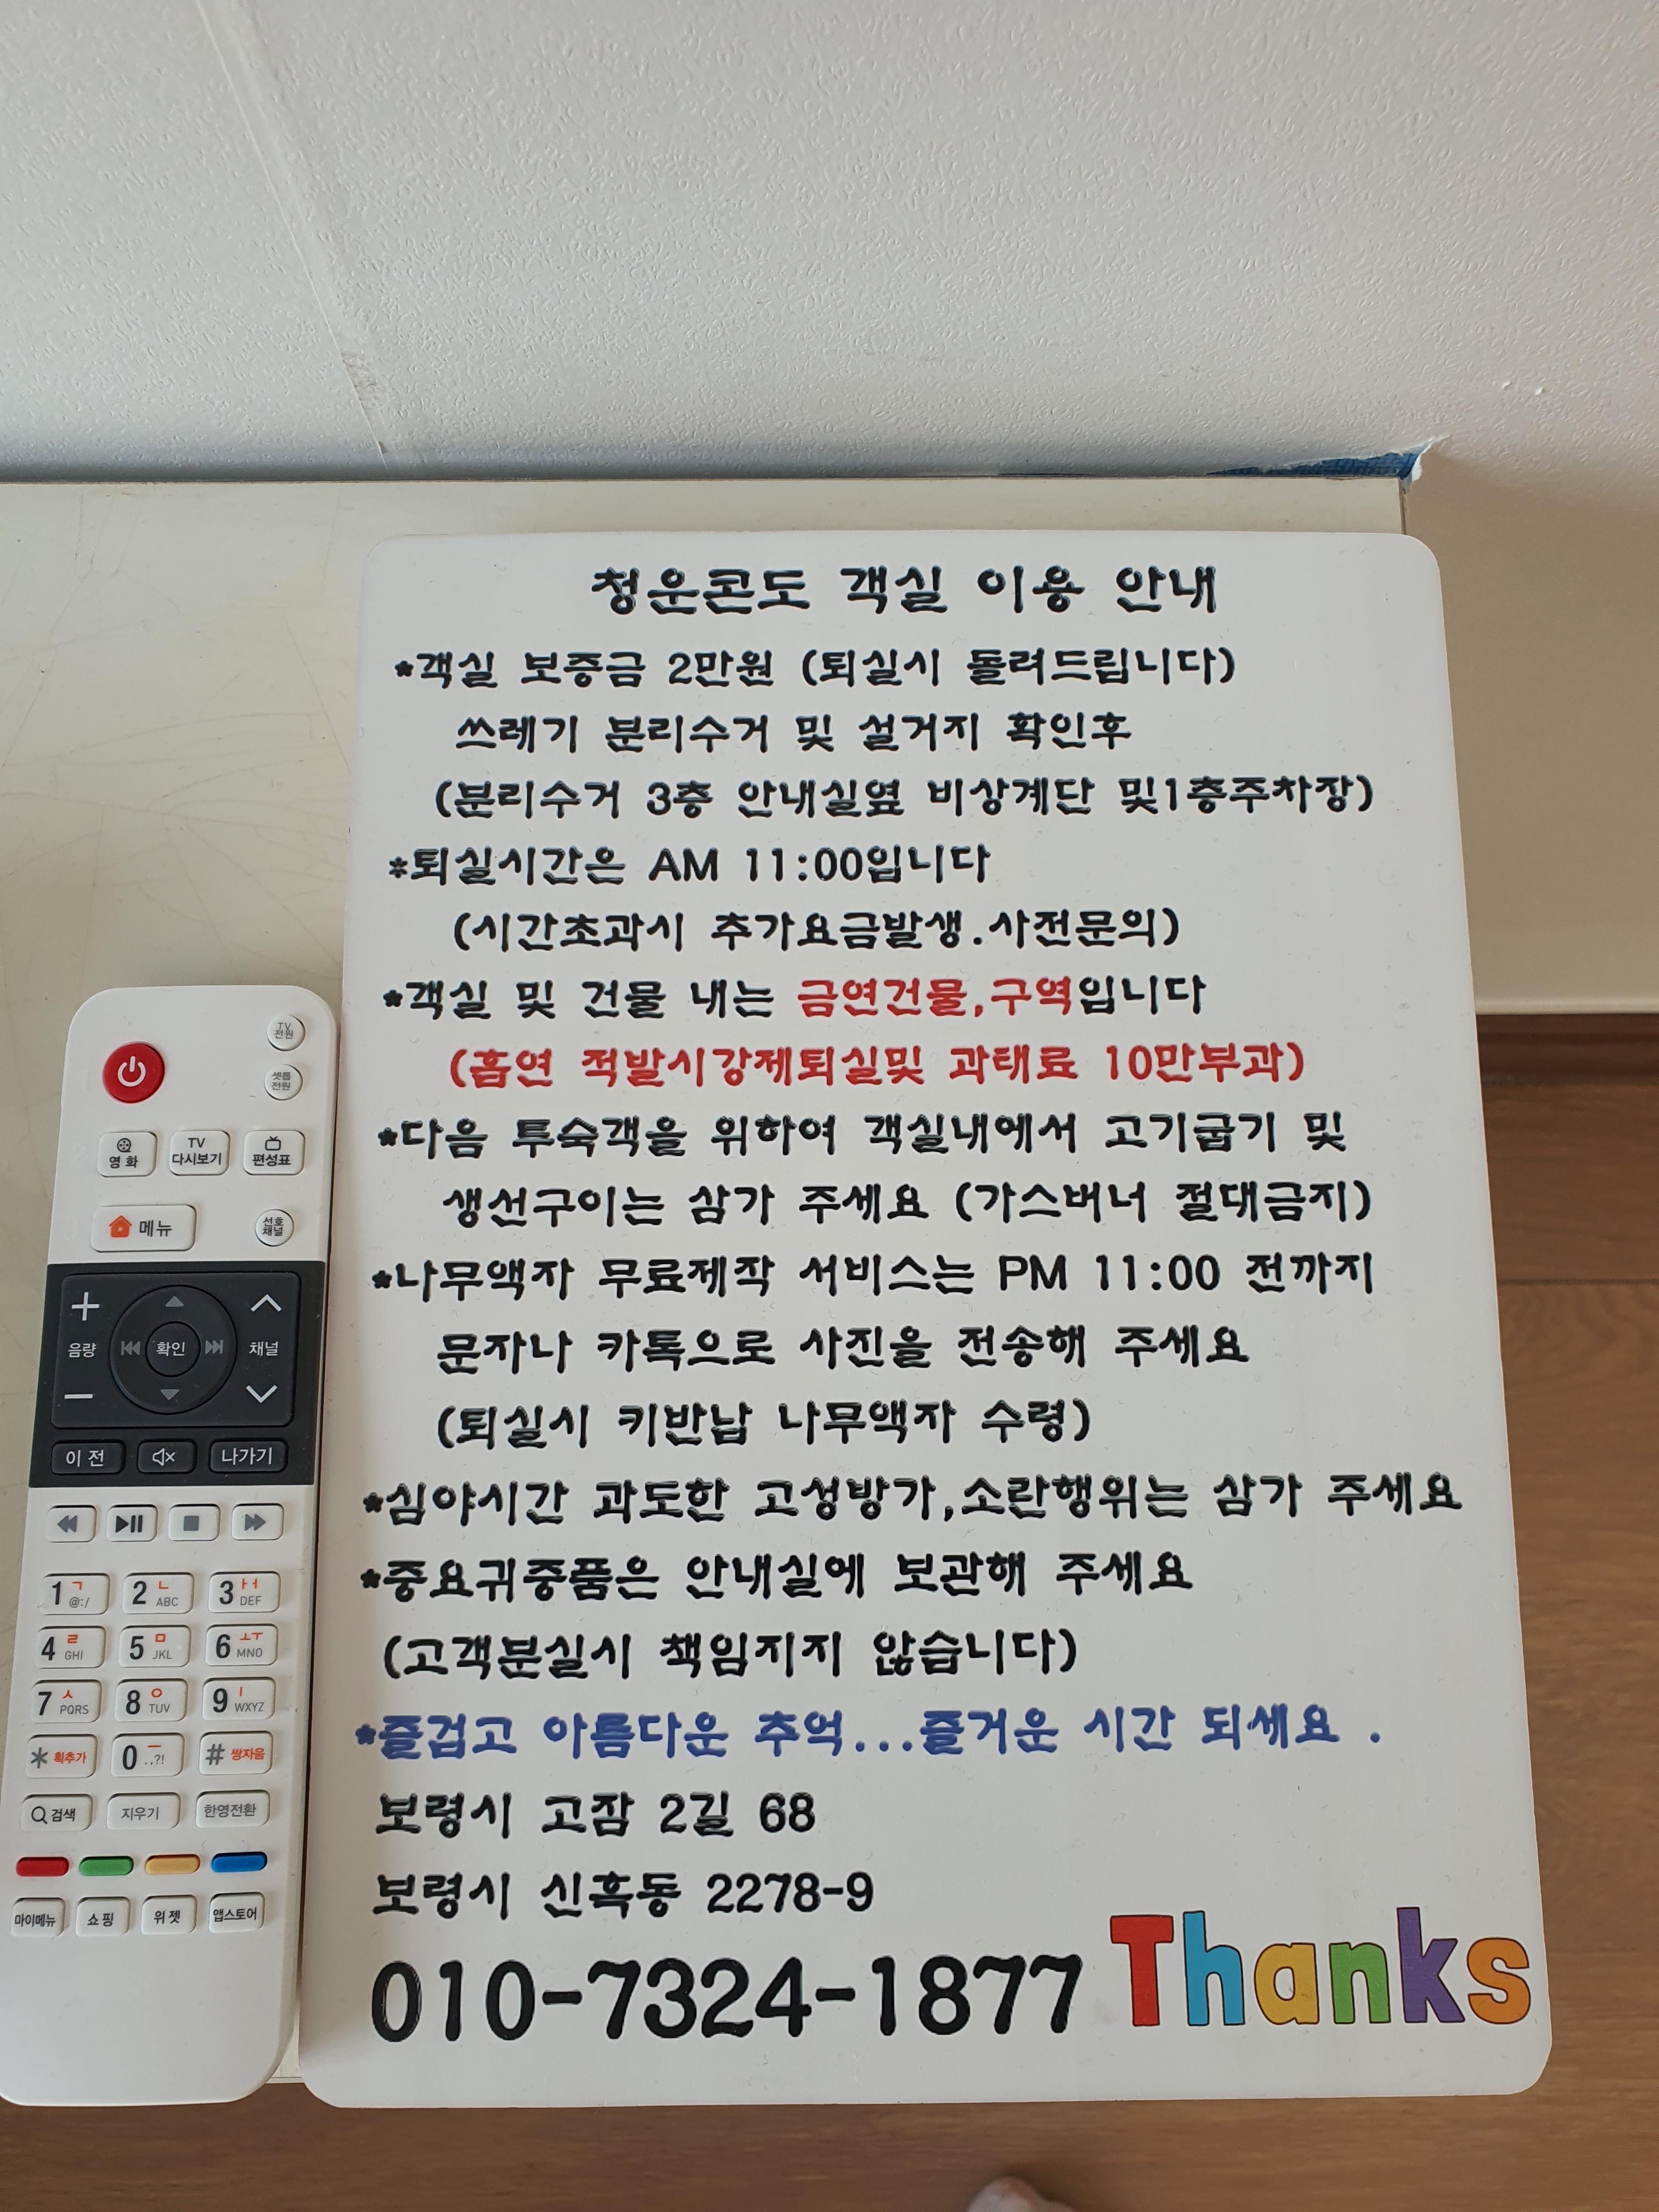 청운콘도 객실 이용 안내
*객실 보증금 2만원 (퇴실시 돌려드립니다)
쓰레기 분리수거 및 설거지 확인후
(분리수거 3층 안내실옆 비상계단 및1층주차장)
*퇴실시간은 AM 11:00입니다
(시간초과시 추가요금발생.사전문의)
*객실 및 건물 내는 금연건물,구역입니다
(흡연 적발시강제퇴실및 과태료 10만부과)
*다음 투숙객을 위하여 객실내에서 고기굽기 및
생선구이는 삼가 주세요 (가스버너 절대금지)
*나무액자 무료제작 서비스는 PM 11:00 전까지
문자나 카톡으로 사진을 전송해 주세요
(퇴실시 키반납 나무액자 수령)
*심야시간 과도한 고성방가,소란행위는 삼가 주세요
*중요귀중품은 안내실에 보관해 주세요
(고객분실시 책임지지 않습니다)
*즐겁고 아름다운 추억...즐거운 시간 되세요 .
보령시 고잠 2길 68
보령시 신흑동 2278-9
010-7324-1877 Thanks
TV 전원
셋톱 전원
영화 TV 다시보기 편성표
메뉴 선호 채널
+ 음량 - 확인 채널
이전 나가기
1 ㄱ @:/ 2 ㄴ ABC 3 ㅏㅓ DEF
4 ㄹ GHI 5 ㅁ JKL 6 ㅗㅜ MNO
7 ㅅ PQRS 8 ㅇ TUV 9 ㅣ WXYZ
* 획추가 0 ㅡ .,?! # 쌍자음
검색 지우기 한영전환
마이메뉴 쇼핑 위젯 앱스토어